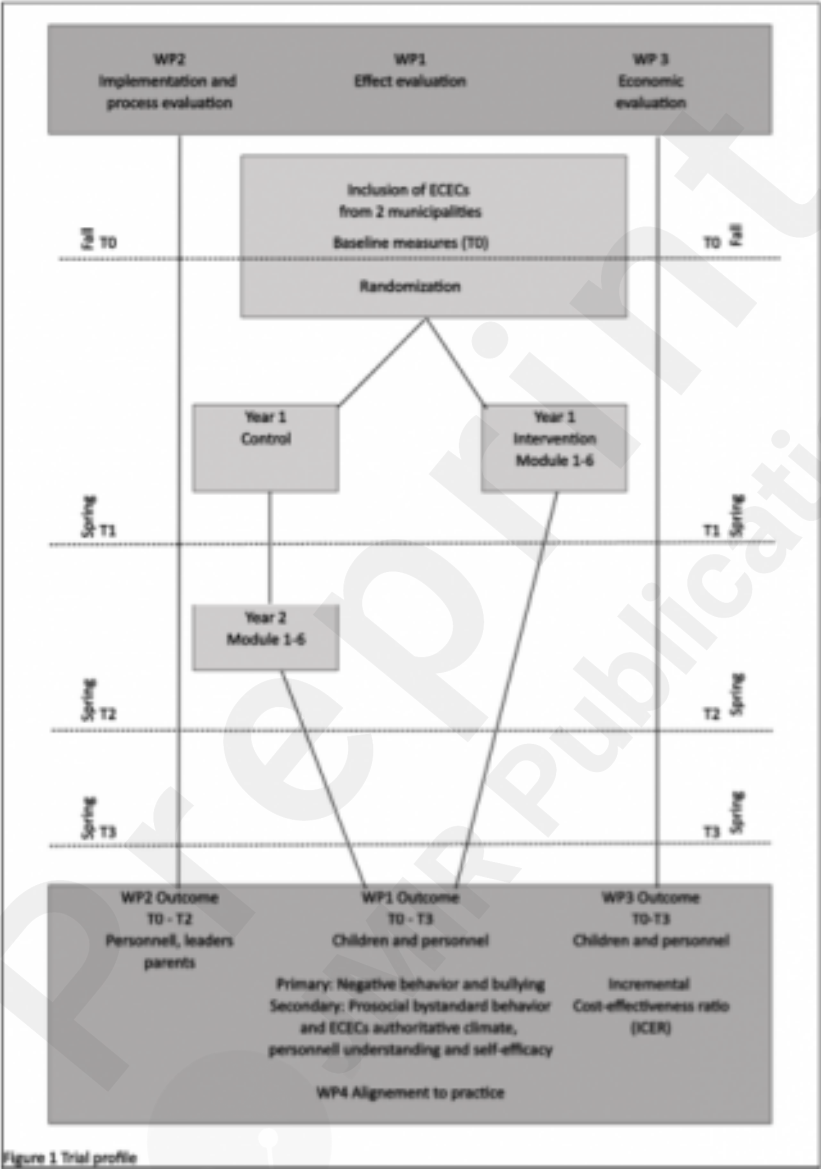 WP2
Implementation and
process evaluation
WP1
Effect evaluation
WP 3
Economic
evaluation
Inclusion of ECECs
from 2 municipalities
Baseline measures (T0)
Fall T0
T0 Fall
Randomization
Year 1
Control
Year 1
Intervention
Module 1-6
Spring T1
T1 Spring
Year 2
Module 1-6
Spring T2
T2 Spring
Spring T3
T3 Spring
WP2 Outcome
T0 - T2
Personnell, leaders
parents
WP1 Outcome
T0 - T3
Children and personnel
Primary: Negative behavior and bullying
Secondary: Prosocial bystandard behavior
and ECECs authoritative climate,
personnell understanding and self-efficacy
WP3 Outcome
T0-T3
Children and personnel
Incremental
Cost-effectiveness ratio
(ICER)
WP4 Alignement to practice
Figure 1 Trial profile
Preprint
JMIR Publicati